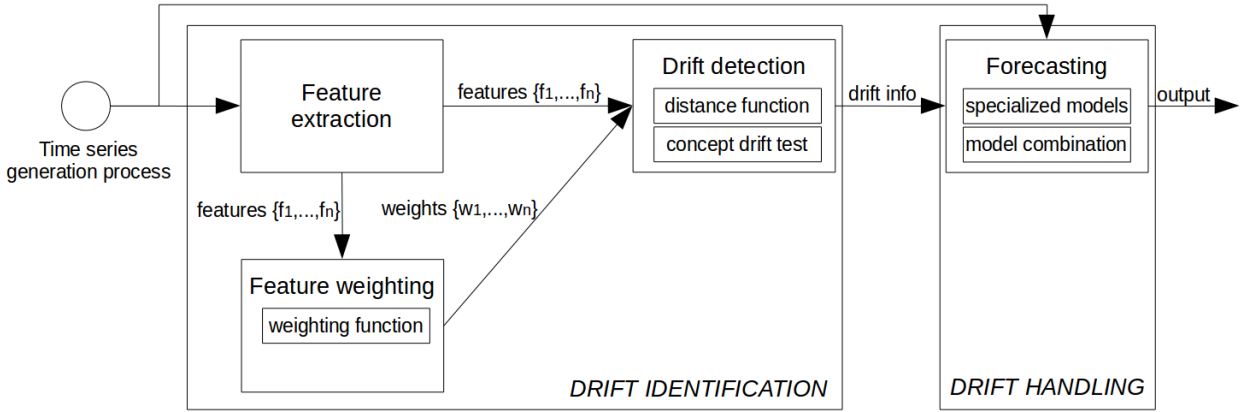 Time series
generation process
Feature
extraction
features {f1,...,fn}
features {f1,...,fn}
weights {w1,...,wn}
Feature weighting
weighting function
Drift detection
distance function
concept drift test
DRIFT IDENTIFICATION
drift info
Forecasting
specialized models
model combination
DRIFT HANDLING
output